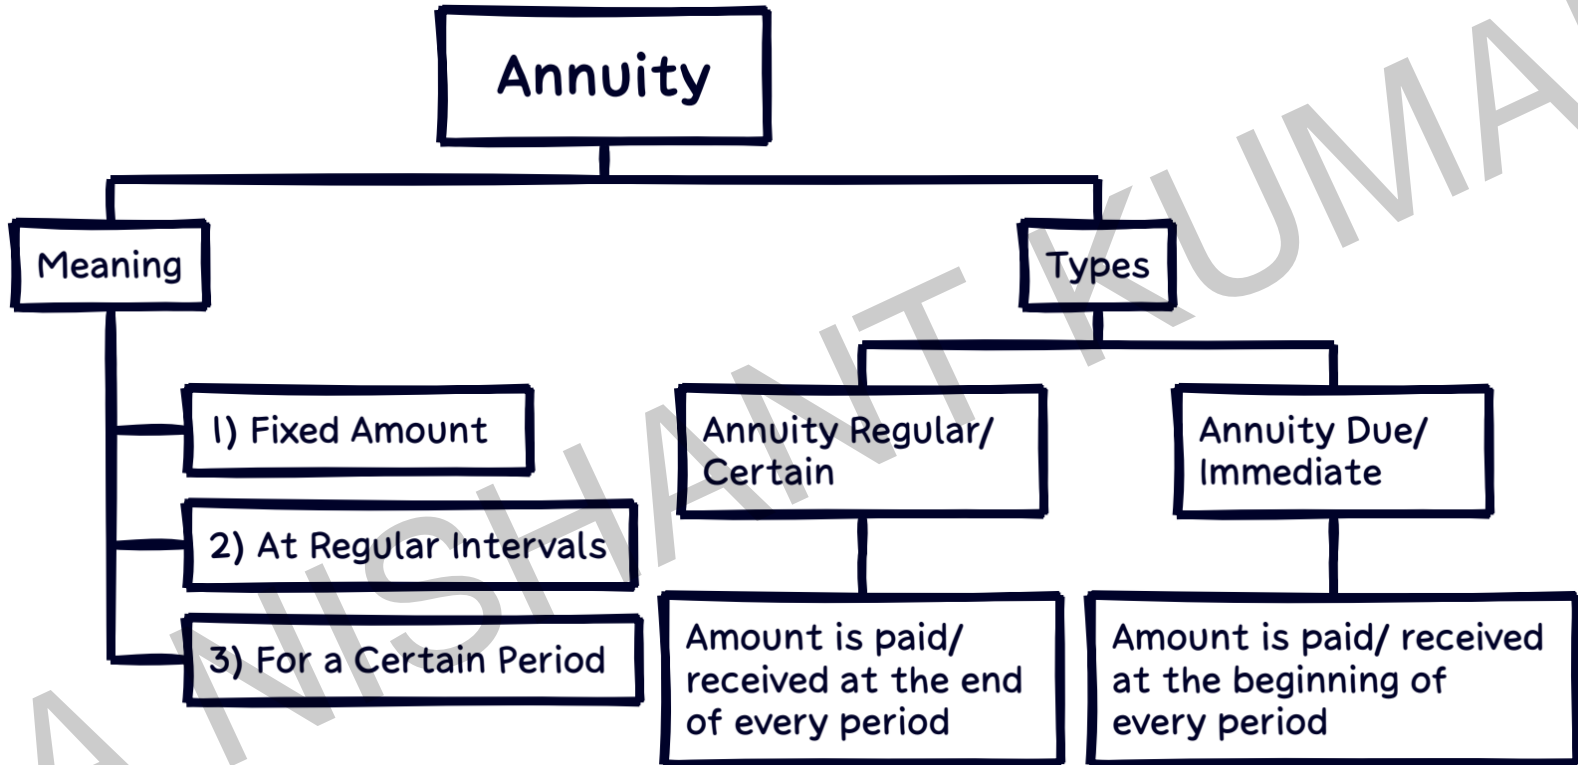 Annuity
Meaning
Types
1) Fixed Amount
2) At Regular Intervals
3) For a Certain Period
Annuity Regular/
Certain
Annuity Due/
Immediate
Amount is paid/
received at the end
of every period
Amount is paid/ received
at the beginning of
every period
A NISHANT KUMA